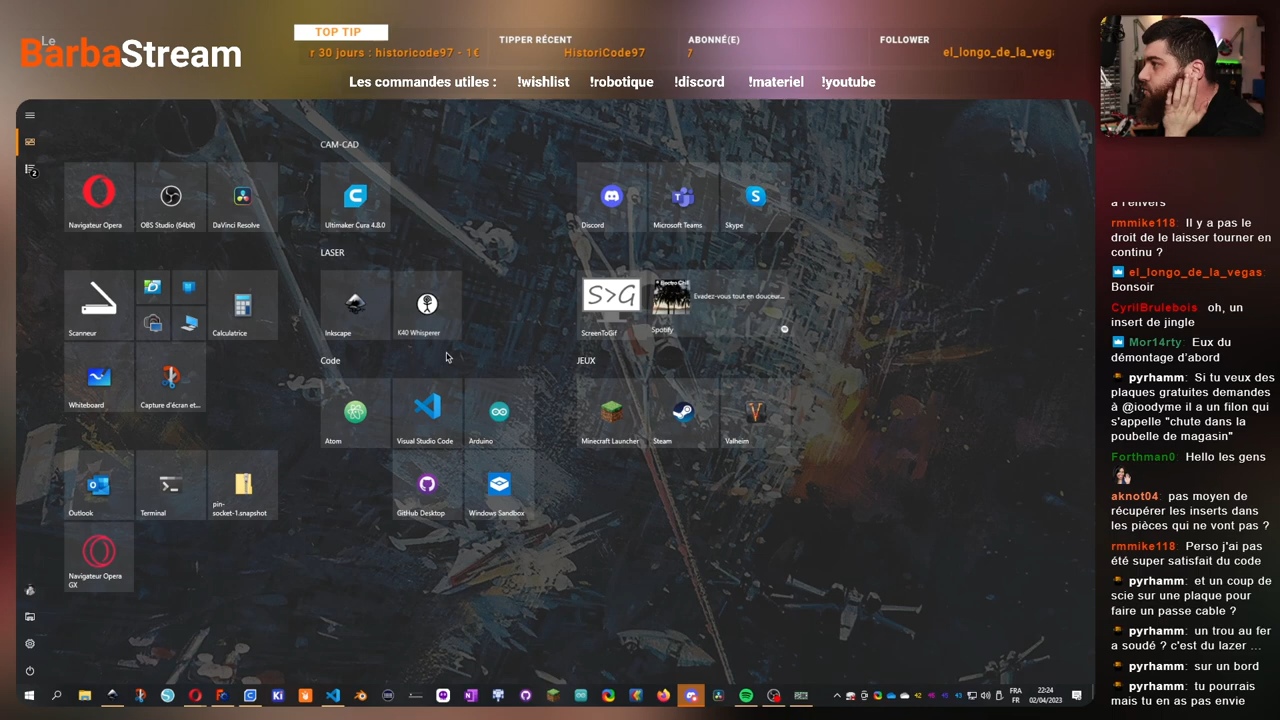 Le
BarbaStream
TOP TIP
r 30 jours : historicode97 - 1€
TIPPER RÉCENT
HistoriCode97
ABONNÉ(E)
7
FOLLOWER
el_longo_de_la_vega
Les commandes utiles : !wishlist !robotique !discord !materiel !youtube
2
CAM-CAD
Navigateur Opera
OBS Studio (64bit)
DaVinci Resolve
Ultimaker Cura 4.8.0
Discord
Microsoft Teams
Skype
LASER
Scanneur
Calculatrice
Inkscape
K40 Whisperer
S>G
ScreenToGif
Electro Chill
Evadez-vous tout en douceur...
Spotify
Code
JEUX
Whiteboard
Capture d'écran et...
Atom
Visual Studio Code
Arduino
Minecraft Launcher
Steam
Valheim
Outlook
Terminal
pin-
socket-1.snapshot
GitHub Desktop
Windows Sandbox
Navigateur Opera
GX
à l'envers
rmmike118: Il y a pas le
droit de le laisser tourner en
continu ?
el_longo_de_la_vegas:
Bonsoir
CyrilBrulebois: oh, un
insert de jingle
Mor14rty: Eux du
démontage d'abord
pyrhamm: Si tu veux des
plaques gratuites demandes
à @ioodyme il a un filon qui
s'appelle "chute dans la
poubelle de magasin"
Forthman0: Hello les gens
aknot04: pas moyen de
récupérer les inserts dans
les pièces qui ne vont pas ?
rmmike118: Perso j'ai pas
été super satisfait du code
pyrhamm: et un coup de
scie sur une plaque pour
faire un passe cable ?
pyrhamm: un trou au fer
a soudé ? c'est du lazer ...
pyrhamm: sur un bord
pyrhamm: tu pourrais
mais tu en as pas envie
FRA
FR
22:24
02/04/2023